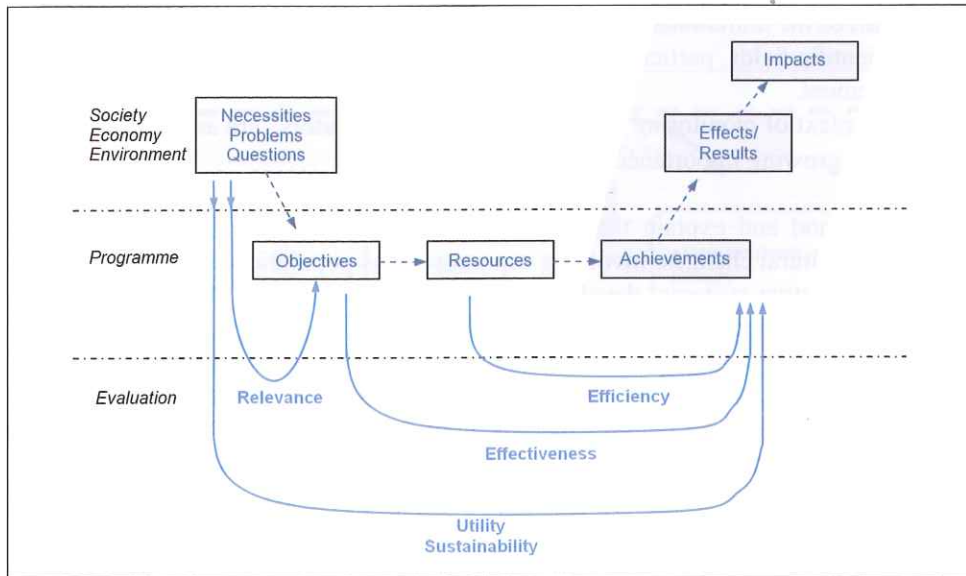 Impacts
Society
Economy
Environment
Necessities
Problems
Questions
Effects/
Results
Programme
Objectives
Resources
Achievements
Evaluation
Relevance
Efficiency
Effectiveness
Utility
Sustainability